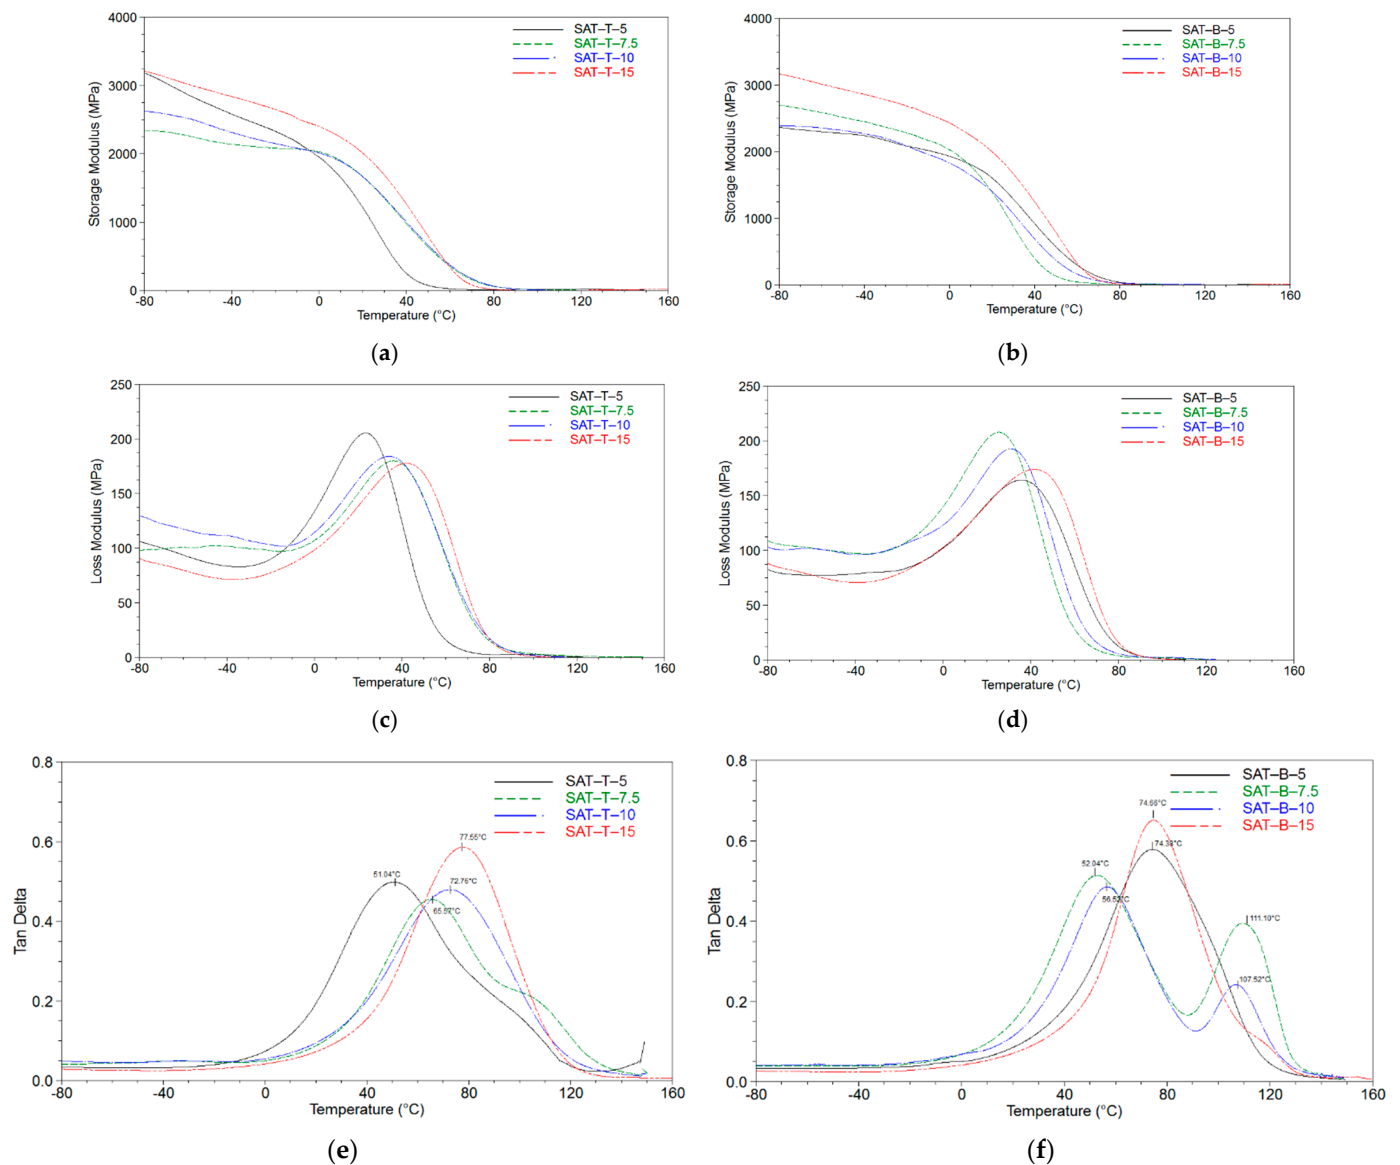 4000
3000
2000
1000
0
Storage Modulus (MPa)
SAT–T–5
SAT–T–7.5
SAT–T–10
SAT–T–15
-80 -40 0 40 80 120 160
Temperature (°C)
(a)
4000
3000
2000
1000
0
Storage Modulus (MPa)
SAT–B–5
SAT–B–7.5
SAT–B–10
SAT–B–15
-80 -40 0 40 80 120 160
Temperature (°C)
(b)
250
200
150
100
50
0
Loss Modulus (MPa)
SAT–T–5
SAT–T–7.5
SAT–T–10
SAT–T–15
-80 -40 0 40 80 120 160
Temperature (°C)
(c)
250
200
150
100
50
0
Loss Modulus (MPa)
SAT–B–5
SAT–B–7.5
SAT–B–10
SAT–B–15
-80 -40 0 40 80 120 160
Temperature (°C)
(d)
0.8
0.6
0.4
0.2
0.0
Tan Delta
SAT–T–5
SAT–T–7.5
SAT–T–10
SAT–T–15
77.55°C
51.04°C
72.76°C
65.57°C
-80 -40 0 40 80 120 160
Temperature (°C)
(e)
0.8
0.6
0.4
0.2
0.0
Tan Delta
SAT–B–5
SAT–B–7.5
SAT–B–10
SAT–B–15
74.65°C
74.38°C
52.04°C
111.10°C
107.52°C
-80 -40 0 40 80 120 160
Temperature (°C)
(f)